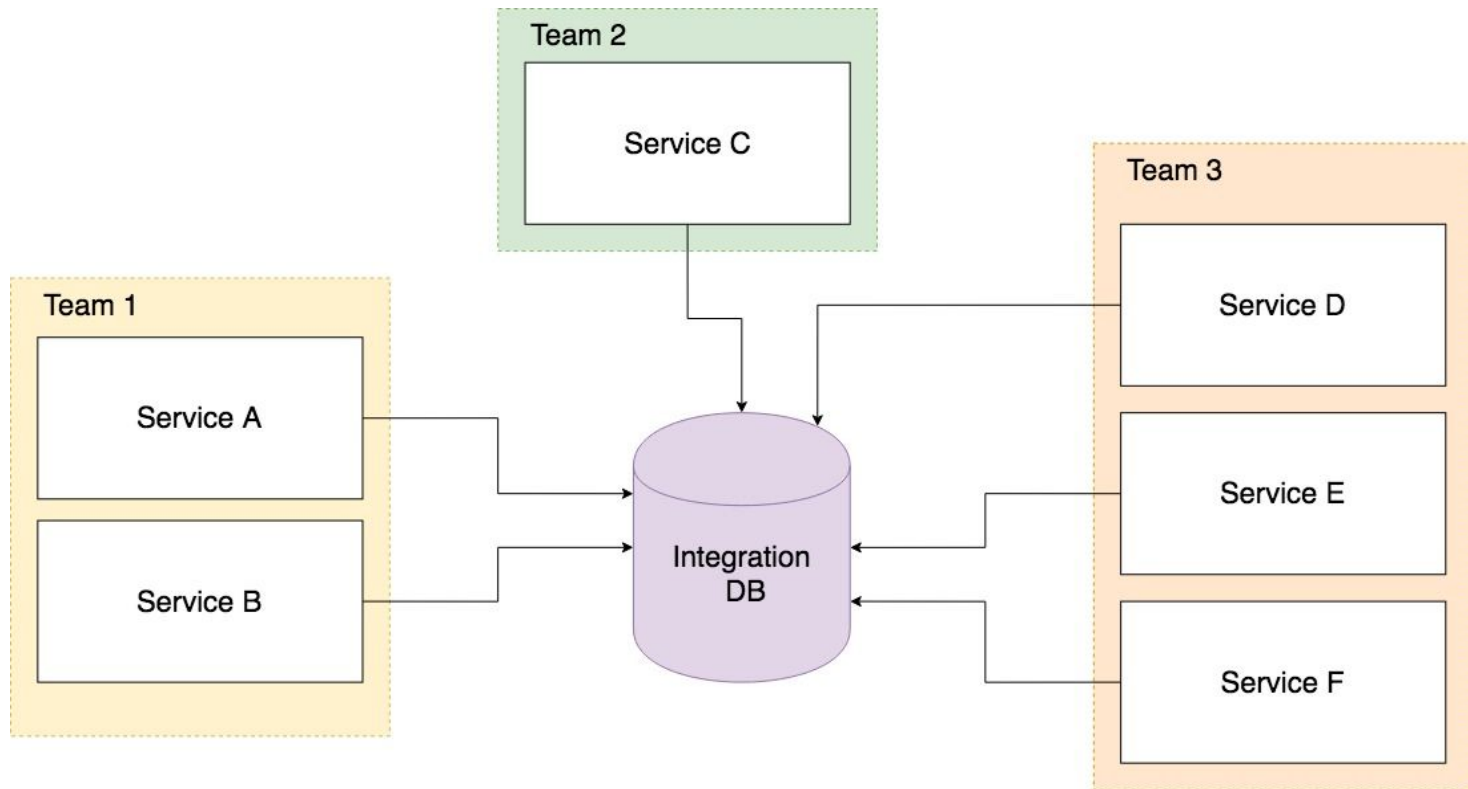 Team 2
Service C
Team 3
Service D
Team 1
Service A
Service E
Integration
DB
Service B
Service F